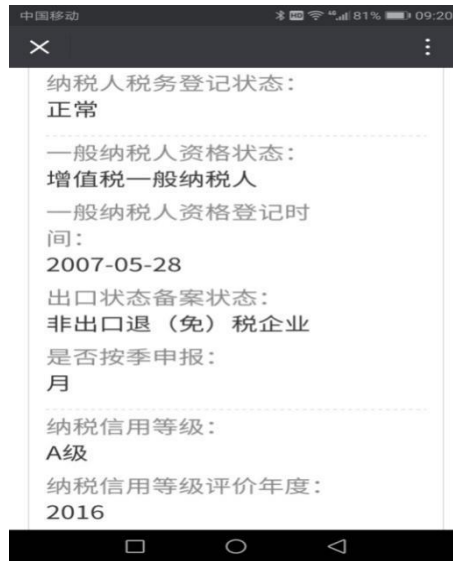 中国移动 81% 09:20
纳税人税务登记状态：
正常
一般纳税人资格状态：
增值税一般纳税人
一般纳税人资格登记时
间：
2007-05-28
出口状态备案状态：
非出口退（免）税企业
是否按季申报：
月
纳税信用等级：
A级
纳税信用等级评价年度：
2016